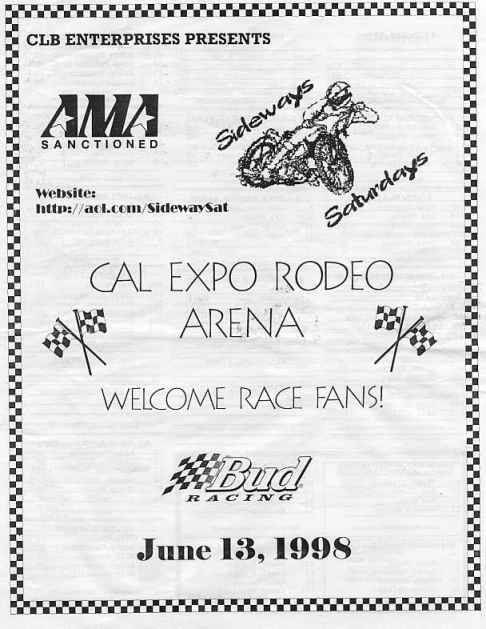 CLB ENTERPRISES PRESENTS
AMA
SANCTIONED
Sideways
Saturdays
Website:
http://aol.com/SidewaySat
CAL EXPO RODEO
ARENA
WELCOME RACE FANS!
Bud
RACING
June 13, 1998